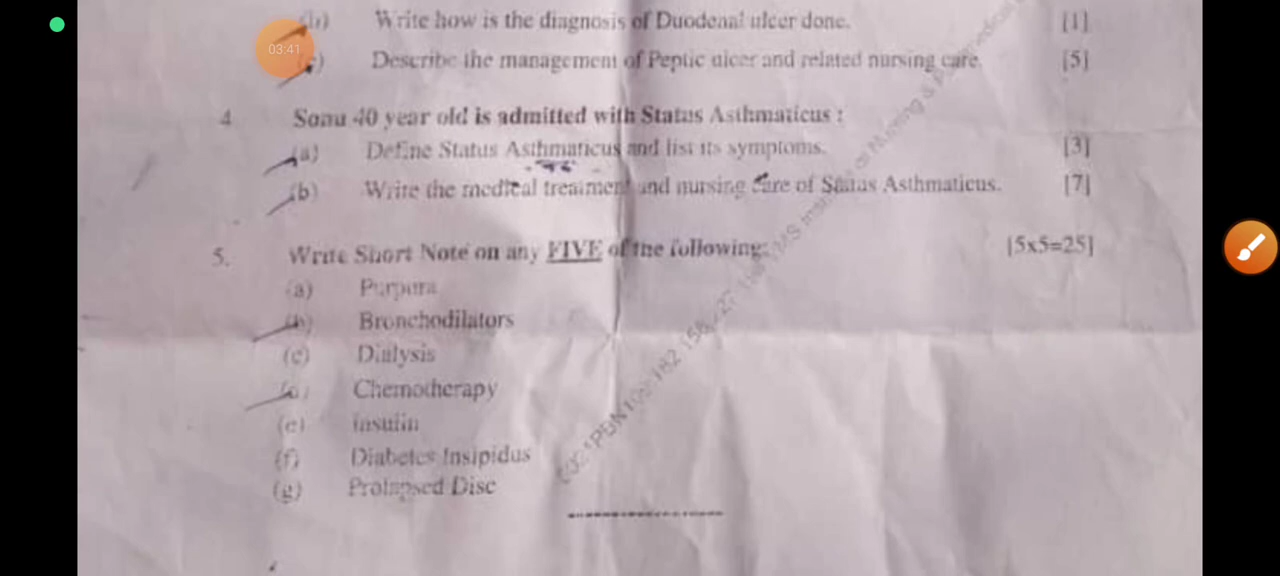 (b) Write how is the diagnosis of Duodenal ulcer done. [1]
(c) Describe the management of Peptic ulcer and related nursing care. [5]
4 Sonu 40 year old is admitted with Status Asthmaticus :
(a) Define Status Asthmaticus and list its symptoms. [3]
(b) Write the medical treatment and nursing care of Status Asthmaticus. [7]
5. Write Short Note on any FIVE of the following: [5x5=25]
(a) Purpura
(b) Bronchodilators
(c) Dialysis
(d) Chemotherapy
(e) Insulin
(f) Diabetes Insipidus
(g) Prolapsed Disc
03:41